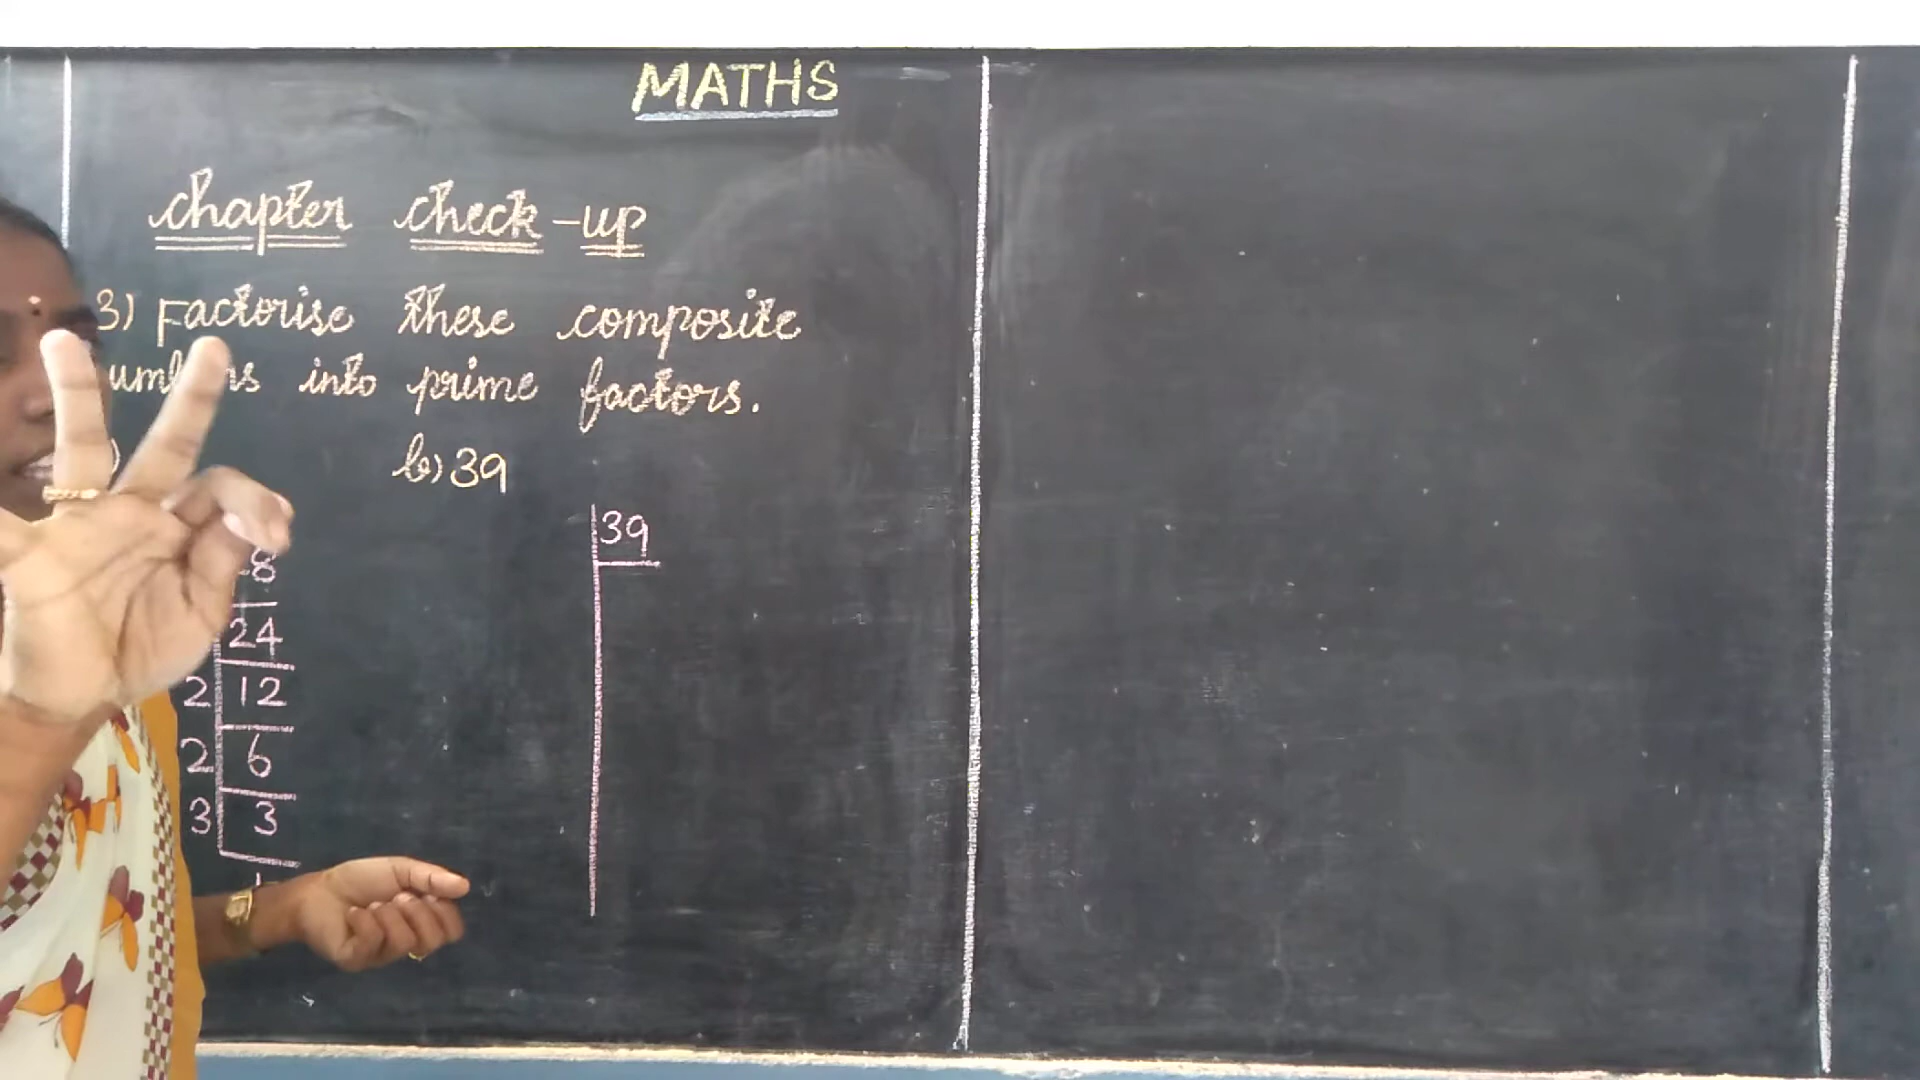 MATHS
chapter check-up
3) Factorise these composite
into prime factors.
b) 39
39
8
24
2 12
2 6
3 3
1